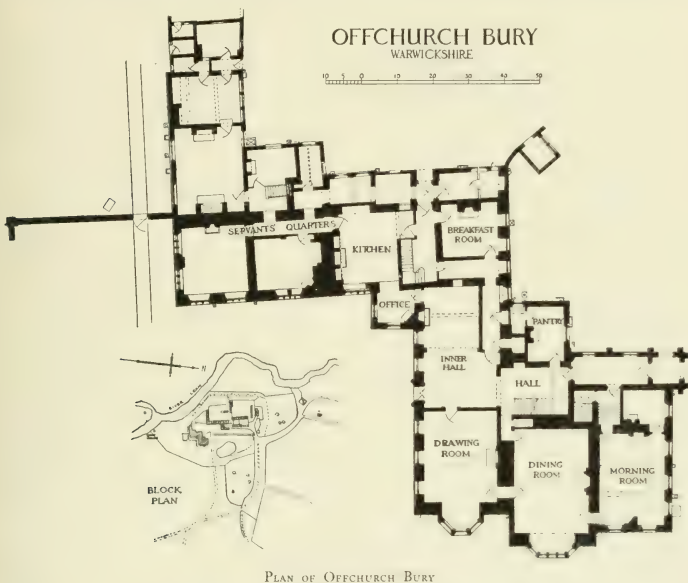 OFFCHURCH BURY
WARWICKSHIRE
10 5 0 10 20 30 40 50
SERVANTS' QUARTERS
KITCHEN
BREAKFAST
ROOM
OFFICE
PANTRY
INNER
HALL
HALL
DRAWING
ROOM
DINING
ROOM
MORNING
ROOM
N
BLOCK
PLAN
PLAN OF OFFCHURCH BURY